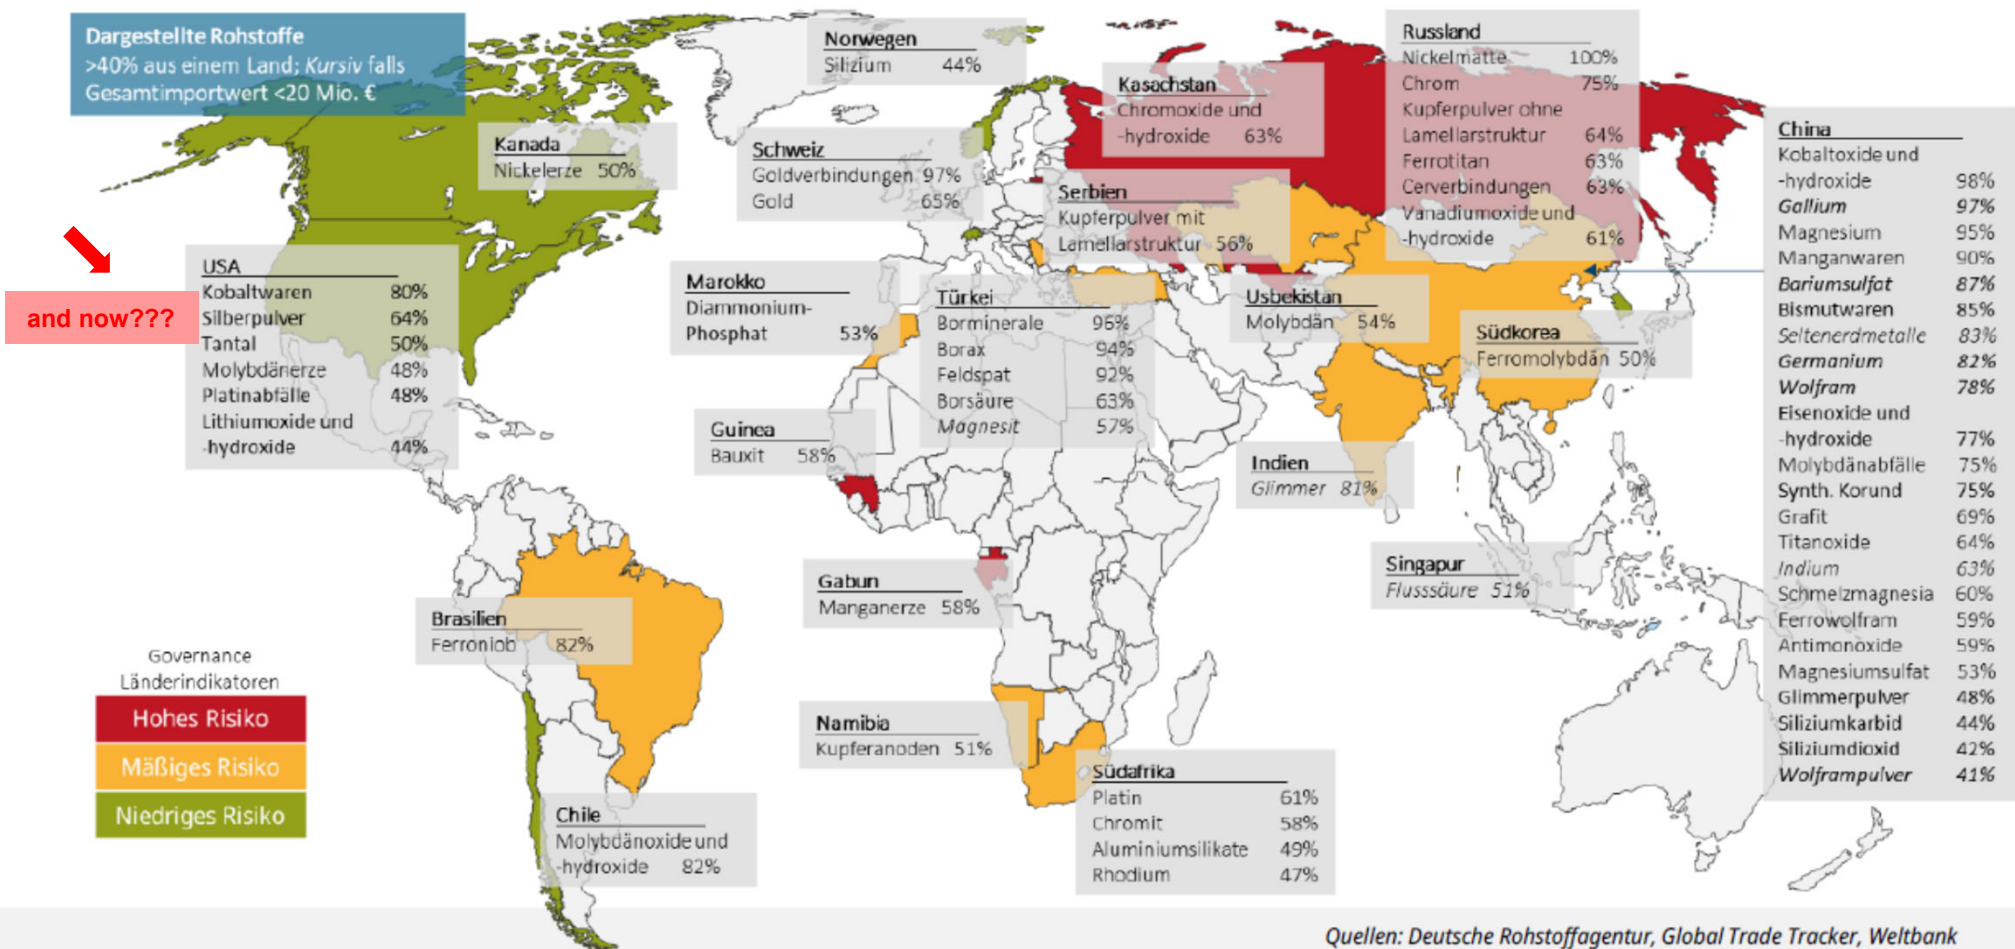 Dargestellte Rohstoffe
>40% aus einem Land; Kursiv falls
Gesamtimportwert <20 Mio. €
Norwegen
Silizium 44%
Kanada
Nickelerze 50%
Schweiz
Goldverbindungen 97%
Gold 65%
Kasachstan
Chromoxide und
-hydroxide 63%
Russland
Nickelmatte 100%
Chrom 75%
Kupferpulver ohne
Lamellarstruktur 64%
Ferrotitan 63%
Cerverbindungen 63%
Vanadiumoxide und
-hydroxide 61%
Serbien
Kupferpulver mit
Lamellarstruktur 56%
China
Kobaltoxide und
-hydroxide 98%
Gallium 97%
Magnesium 95%
Manganwaren 90%
Bariumsulfat 87%
Bismutwaren 85%
Seltenerdmetalle 83%
Germanium 82%
Wolfram 78%
Eisenoxide und
-hydroxide 77%
Molybdänabfälle 75%
Synth. Korund 75%
Grafit 69%
Titanoxide 64%
Indium 63%
Schmelzmagnesia 60%
Ferrowolfram 59%
Antimonoxide 59%
Magnesiumsulfat 53%
Glimmerpulver 48%
Siliziumkarbid 44%
Siliziumdioxid 42%
Wolframpulver 41%
and now???
USA
Kobaltwaren 80%
Silberpulver 64%
Tantal 50%
Molybdänerze 48%
Platinabfälle 48%
Lithiumoxide und
-hydroxide 44%
Marokko
Diammonium-
Phosphat 53%
Türkei
Borminerale 96%
Borax 94%
Feldspat 92%
Borsäure 63%
Magnesit 57%
Usbekistan
Molybdän 54%
Südkorea
Ferromolybdän 50%
Guinea
Bauxit 58%
Indien
Glimmer 81%
Gabun
Manganerze 58%
Singapur
Flusssäure 51%
Brasilien
Ferroniob 82%
Namibia
Kupferanoden 51%
Südafrika
Platin 61%
Chromit 58%
Aluminiumsilikate 49%
Rhodium 47%
Chile
Molybdänoxide und
-hydroxide 82%
Governance
Länderindikatoren
Hohes Risiko
Mäßiges Risiko
Niedriges Risiko
Quellen: Deutsche Rohstoffagentur, Global Trade Tracker, Weltbank